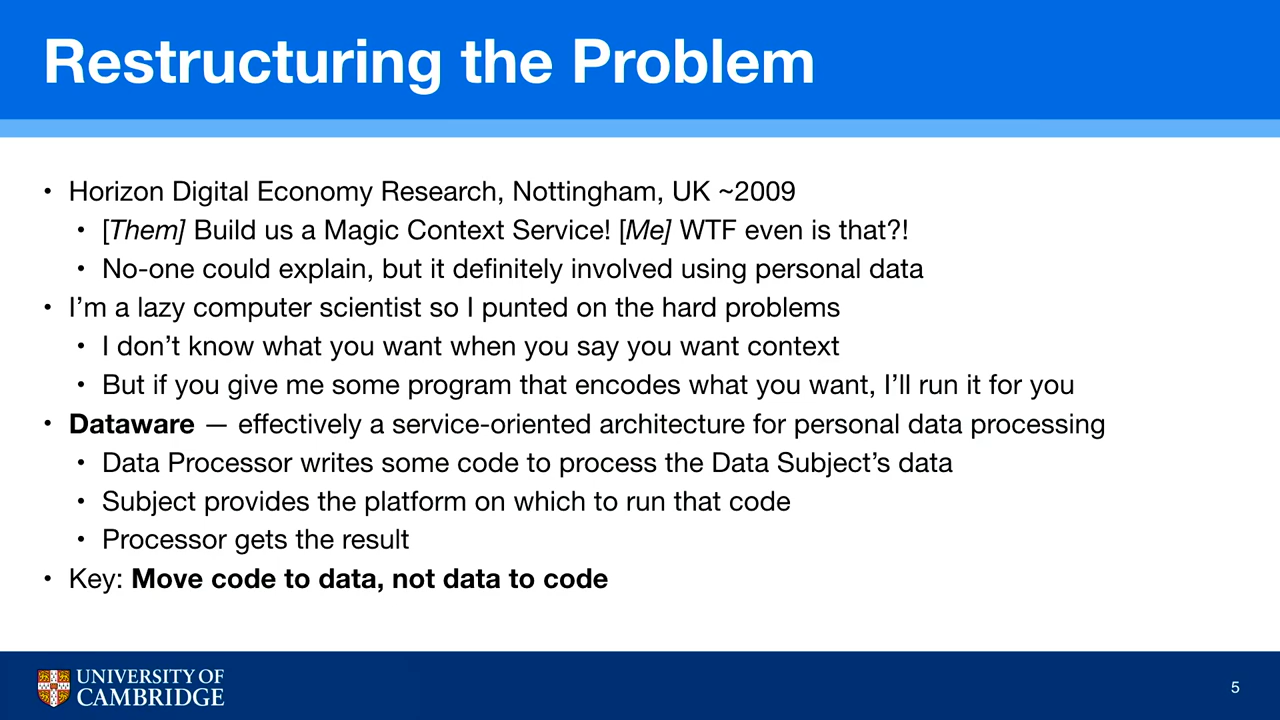 Restructuring the Problem
• Horizon Digital Economy Research, Nottingham, UK ~2009
• [Them] Build us a Magic Context Service! [Me] WTF even is that?!
• No-one could explain, but it definitely involved using personal data
• I’m a lazy computer scientist so I punted on the hard problems
• I don’t know what you want when you say you want context
• But if you give me some program that encodes what you want, I’ll run it for you
• Dataware — effectively a service-oriented architecture for personal data processing
• Data Processor writes some code to process the Data Subject’s data
• Subject provides the platform on which to run that code
• Processor gets the result
• Key: Move code to data, not data to code
UNIVERSITY OF
CAMBRIDGE
5